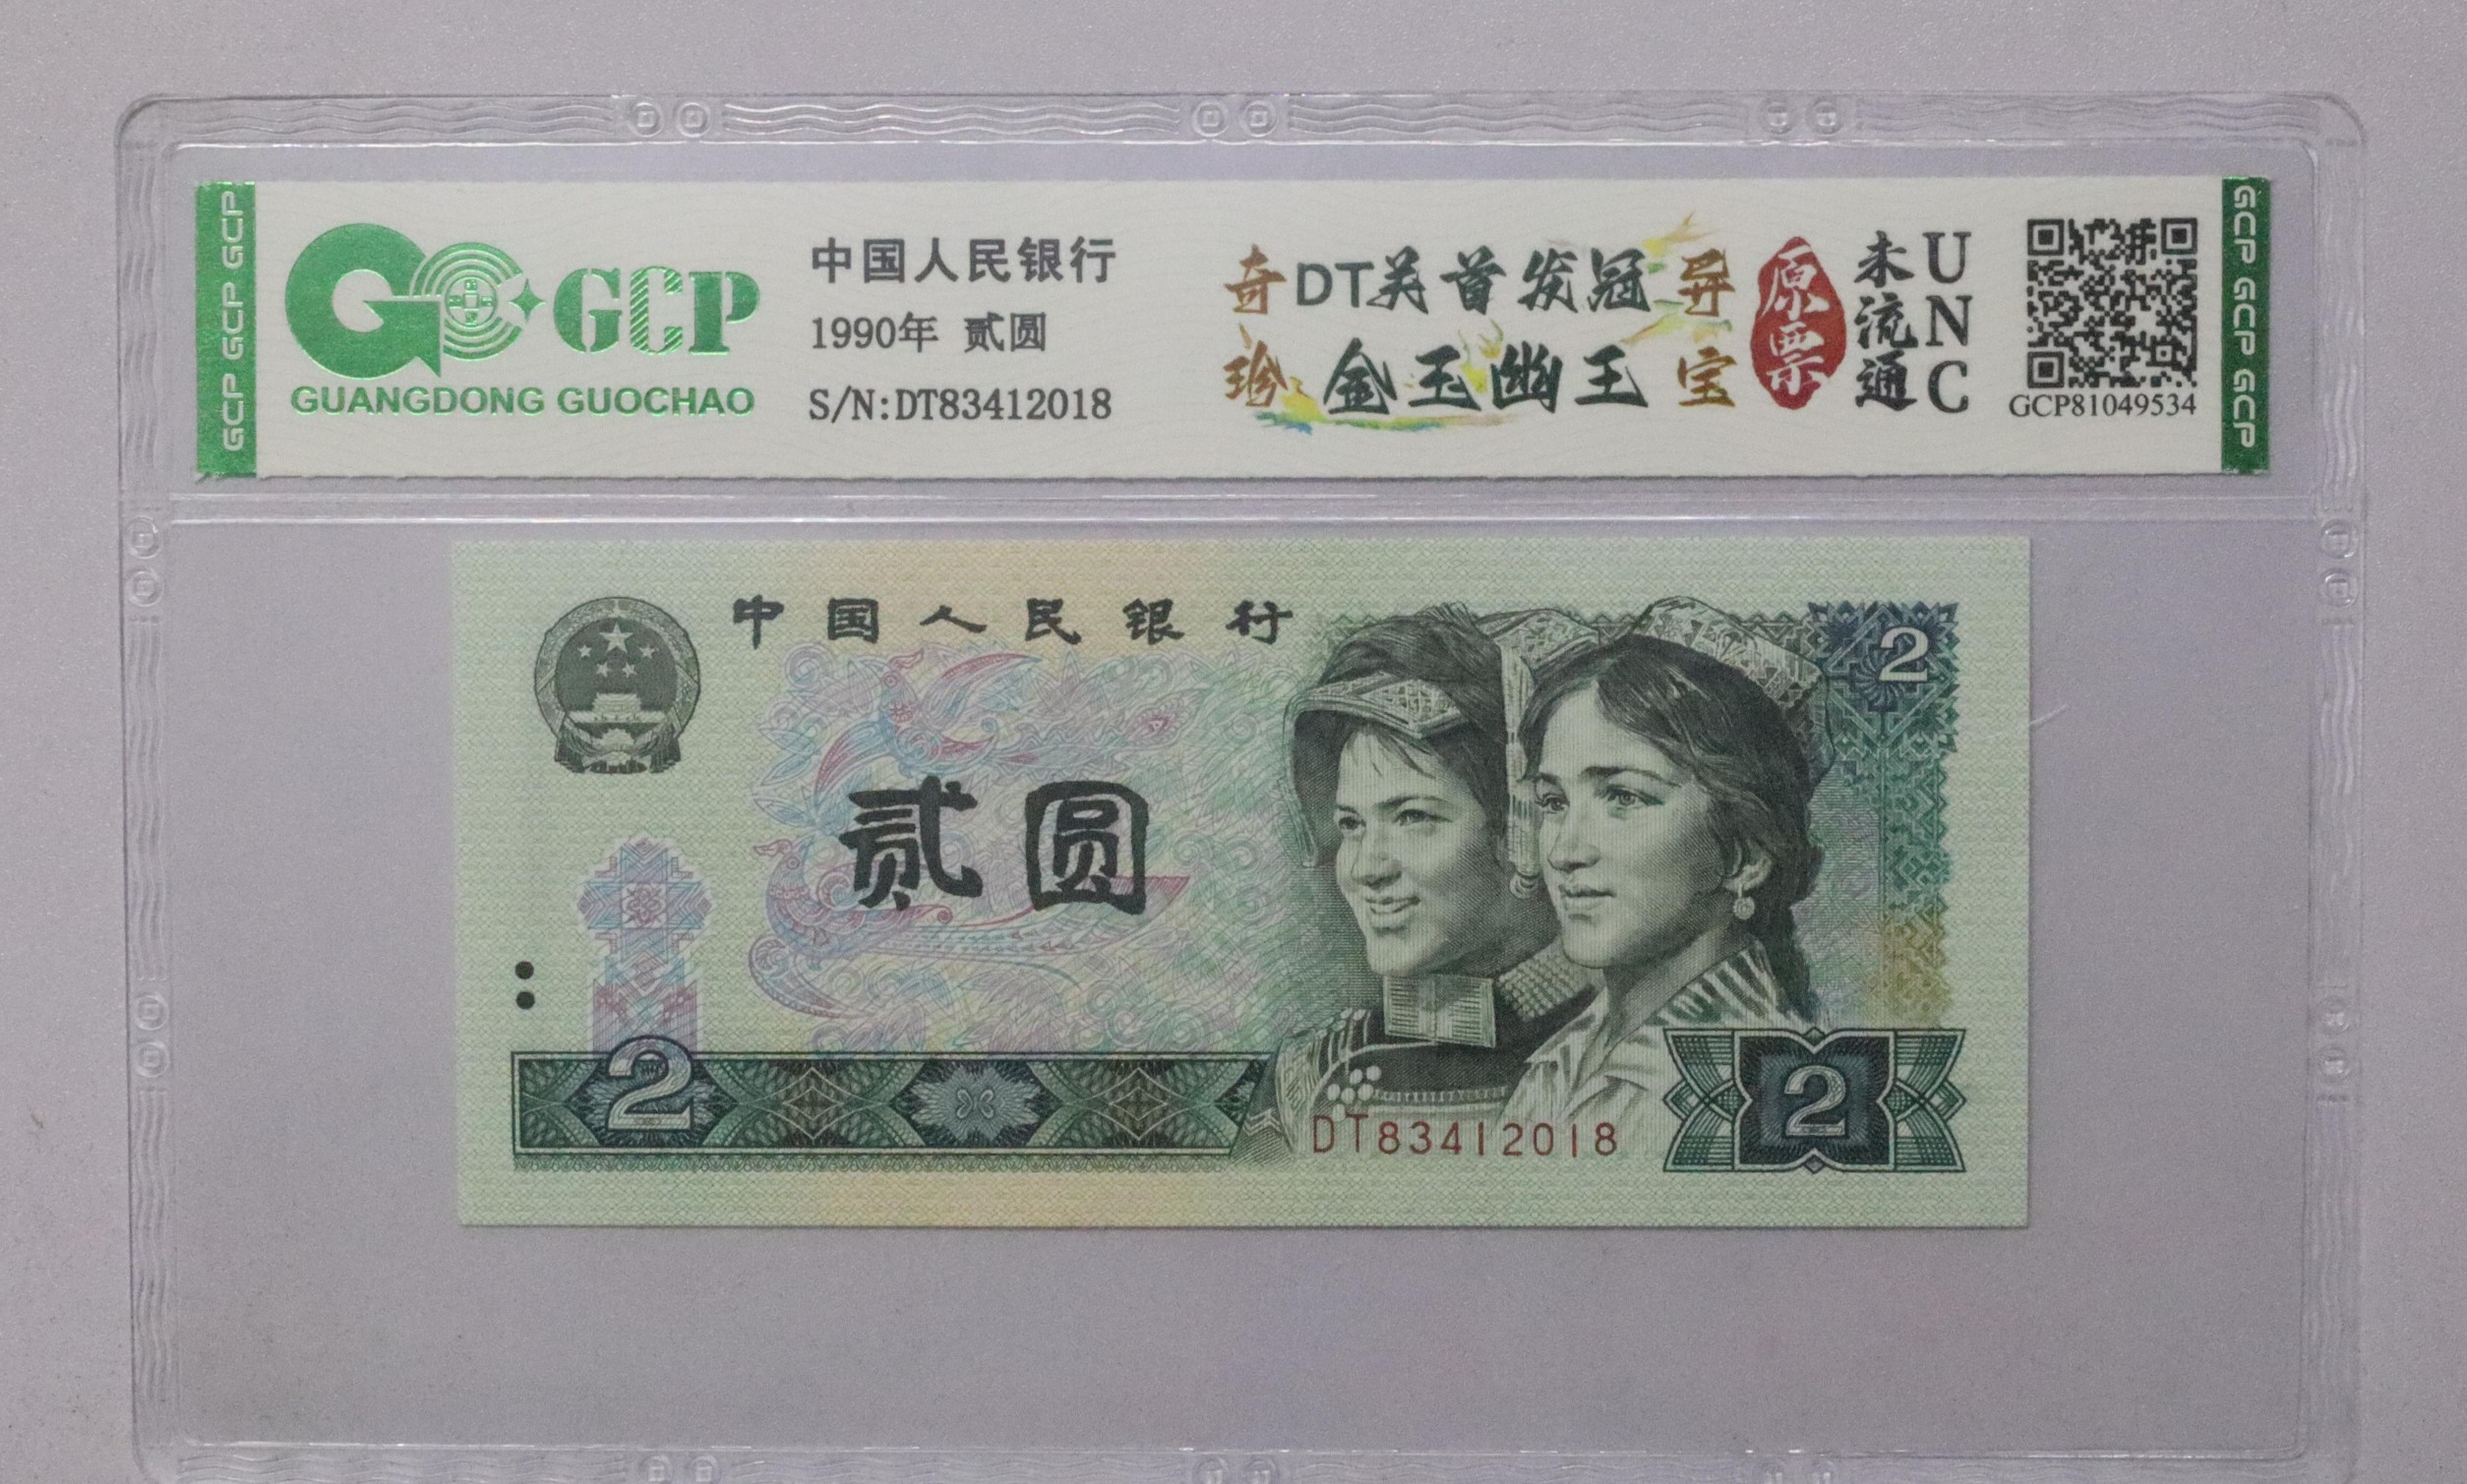 GCP GCP GCP
GCP
GUANGDONG GUOCHAO
中国人民银行
1990年 贰圆
S/N:DT83412018
奇珍
DT关首发冠
金玉幽王
异宝
原票
未流通
UNC
GCP81049534
GCP GCP GCP GCP
中国人民银行
2
贰圆
2
DT83412018
2